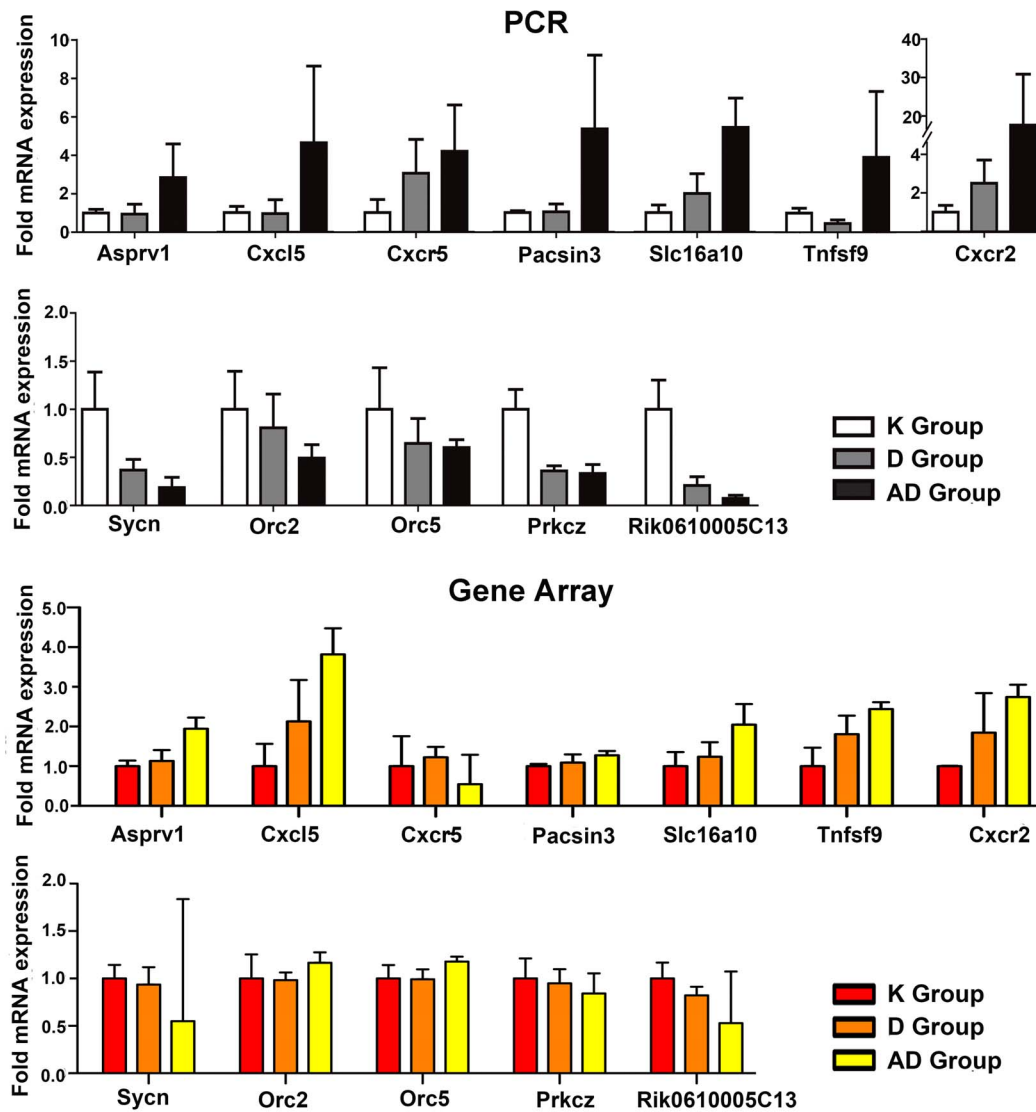 PCR
Fold mRNA expression
10
8
6
4
2
0
40
30
20
4
2
Asprv1 Cxcl5 Cxcr5 Pacsin3 Slc16a10 Tnfsf9 Cxcr2
Fold mRNA expression
2.0
1.5
1.0
0.5
0.0
Sycn Orc2 Orc5 Prkcz Rik0610005C13
K Group
D Group
AD Group
Gene Array
Fold mRNA expression
5.0
4.0
3.0
2.0
1.0
0.0
Asprv1 Cxcl5 Cxcr5 Pacsin3 Slc16a10 Tnfsf9 Cxcr2
Fold mRNA expression
2.0
1.5
1.0
0.5
0.0
Sycn Orc2 Orc5 Prkcz Rik0610005C13
K Group
D Group
AD Group